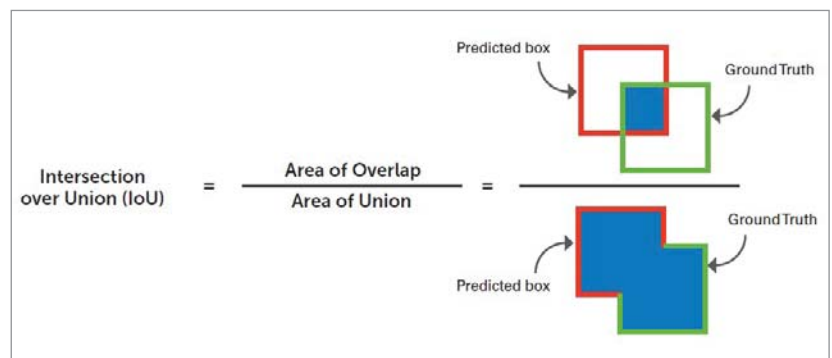 Predicted box
Ground Truth
Intersection
over Union (IoU)
=
Area of Overlap
Area of Union
=
Ground Truth
Predicted box